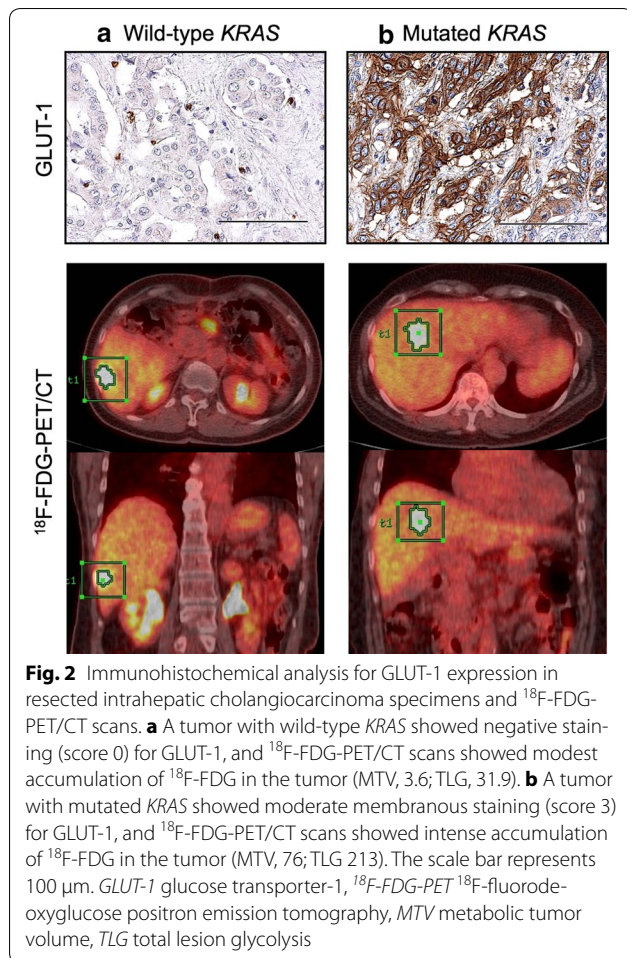 a Wild-type KRAS
b Mutated KRAS
GLUT-1
18F-FDG-PET/CT
t1
t1
t1
t1
Fig. 2 Immunohistochemical analysis for GLUT-1 expression in
resected intrahepatic cholangiocarcinoma specimens and 18F-FDG-
PET/CT scans. a A tumor with wild-type KRAS showed negative stain-
ing (score 0) for GLUT-1, and 18F-FDG-PET/CT scans showed modest
accumulation of 18F-FDG in the tumor (MTV, 3.6; TLG, 31.9). b A tumor
with mutated KRAS showed moderate membranous staining (score 3)
for GLUT-1, and 18F-FDG-PET/CT scans showed intense accumulation
of 18F-FDG in the tumor (MTV, 76; TLG 213). The scale bar represents
100 μm. GLUT-1 glucose transporter-1, 18F-FDG-PET 18F-fluorode-
oxyglucose positron emission tomography, MTV metabolic tumor
volume, TLG total lesion glycolysis